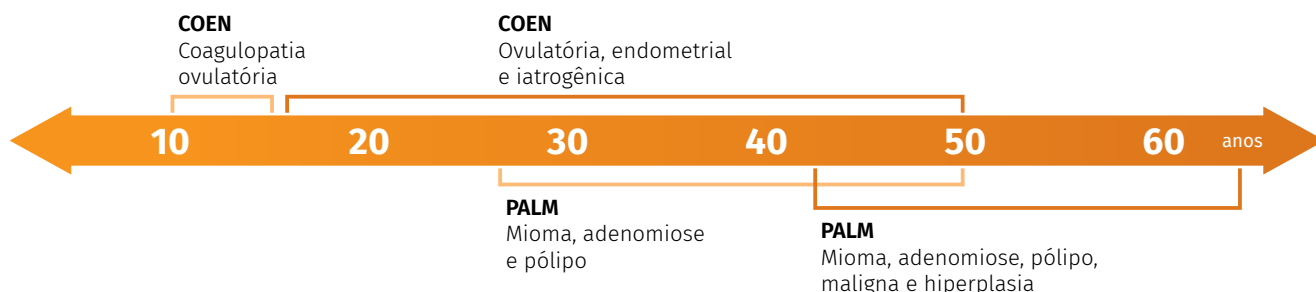 COEN
Coagulopatia
ovulatória
COEN
Ovulatória, endometrial
e iatrogênica
10 20 30 40 50 60 anos
PALM
Mioma, adenomiose
e pólipo
PALM
Mioma, adenomiose, pólipo,
maligna e hiperplasia